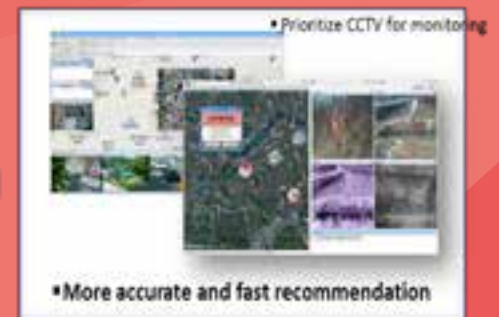 ▪ Prioritize CCTV for monitoring
▪More accurate and fast recommendation